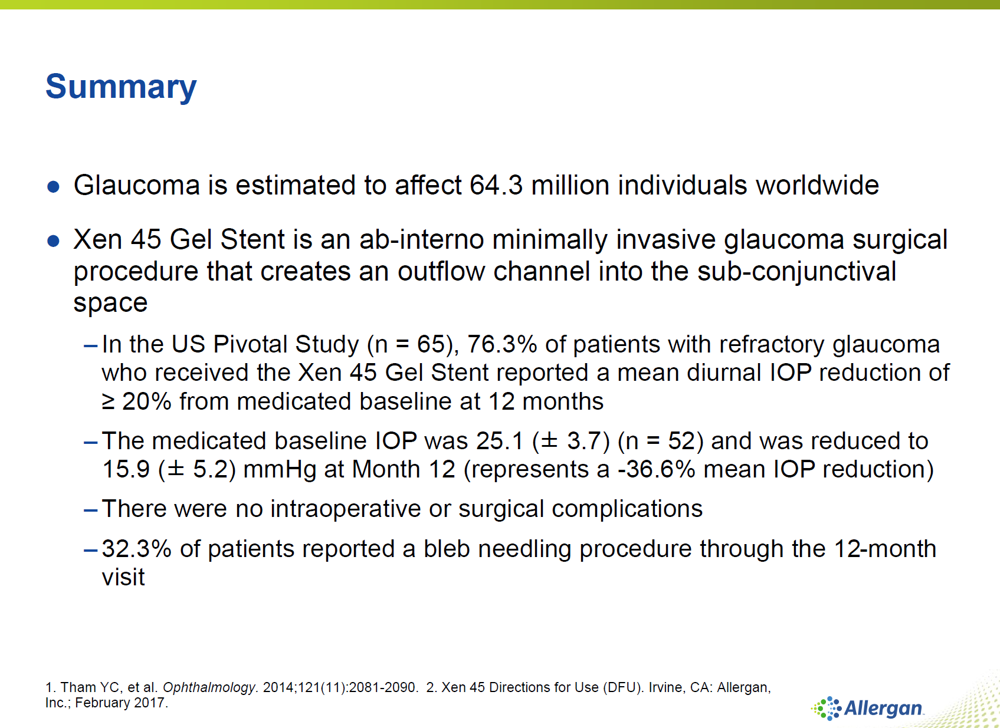 Summary
● Glaucoma is estimated to affect 64.3 million individuals worldwide
● Xen 45 Gel Stent is an ab-interno minimally invasive glaucoma surgical
procedure that creates an outflow channel into the sub-conjunctival
space
– In the US Pivotal Study (n = 65), 76.3% of patients with refractory glaucoma
who received the Xen 45 Gel Stent reported a mean diurnal IOP reduction of
≥ 20% from medicated baseline at 12 months
– The medicated baseline IOP was 25.1 (± 3.7) (n = 52) and was reduced to
15.9 (± 5.2) mmHg at Month 12 (represents a -36.6% mean IOP reduction)
– There were no intraoperative or surgical complications
– 32.3% of patients reported a bleb needling procedure through the 12-month
visit
1. Tham YC, et al. Ophthalmology. 2014;121(11):2081-2090. 2. Xen 45 Directions for Use (DFU). Irvine, CA: Allergan,
Inc.; February 2017.
Allergan